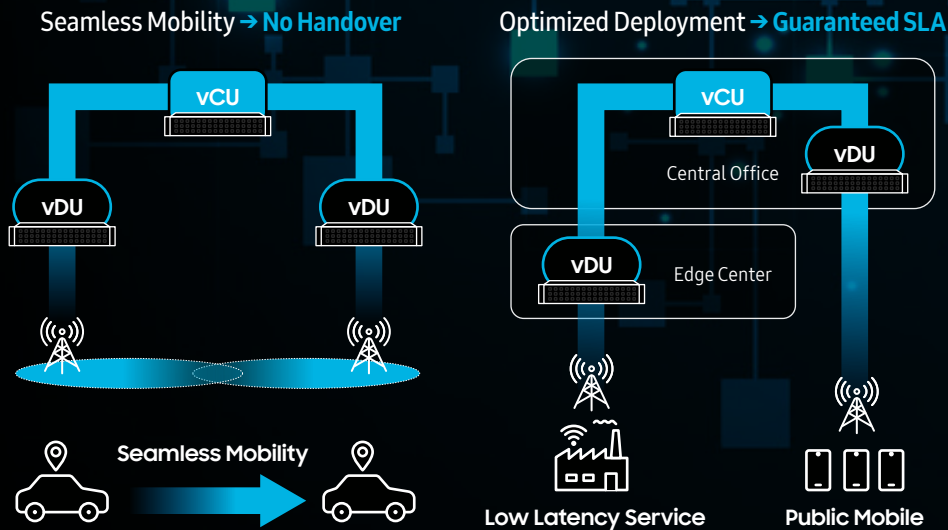 Seamless Mobility → No Handover
vCU
vDU
vDU
Seamless Mobility
Optimized Deployment → Guaranteed SLA
vCU
vDU
Central Office
vDU
Edge Center
Low Latency Service
Public Mobile